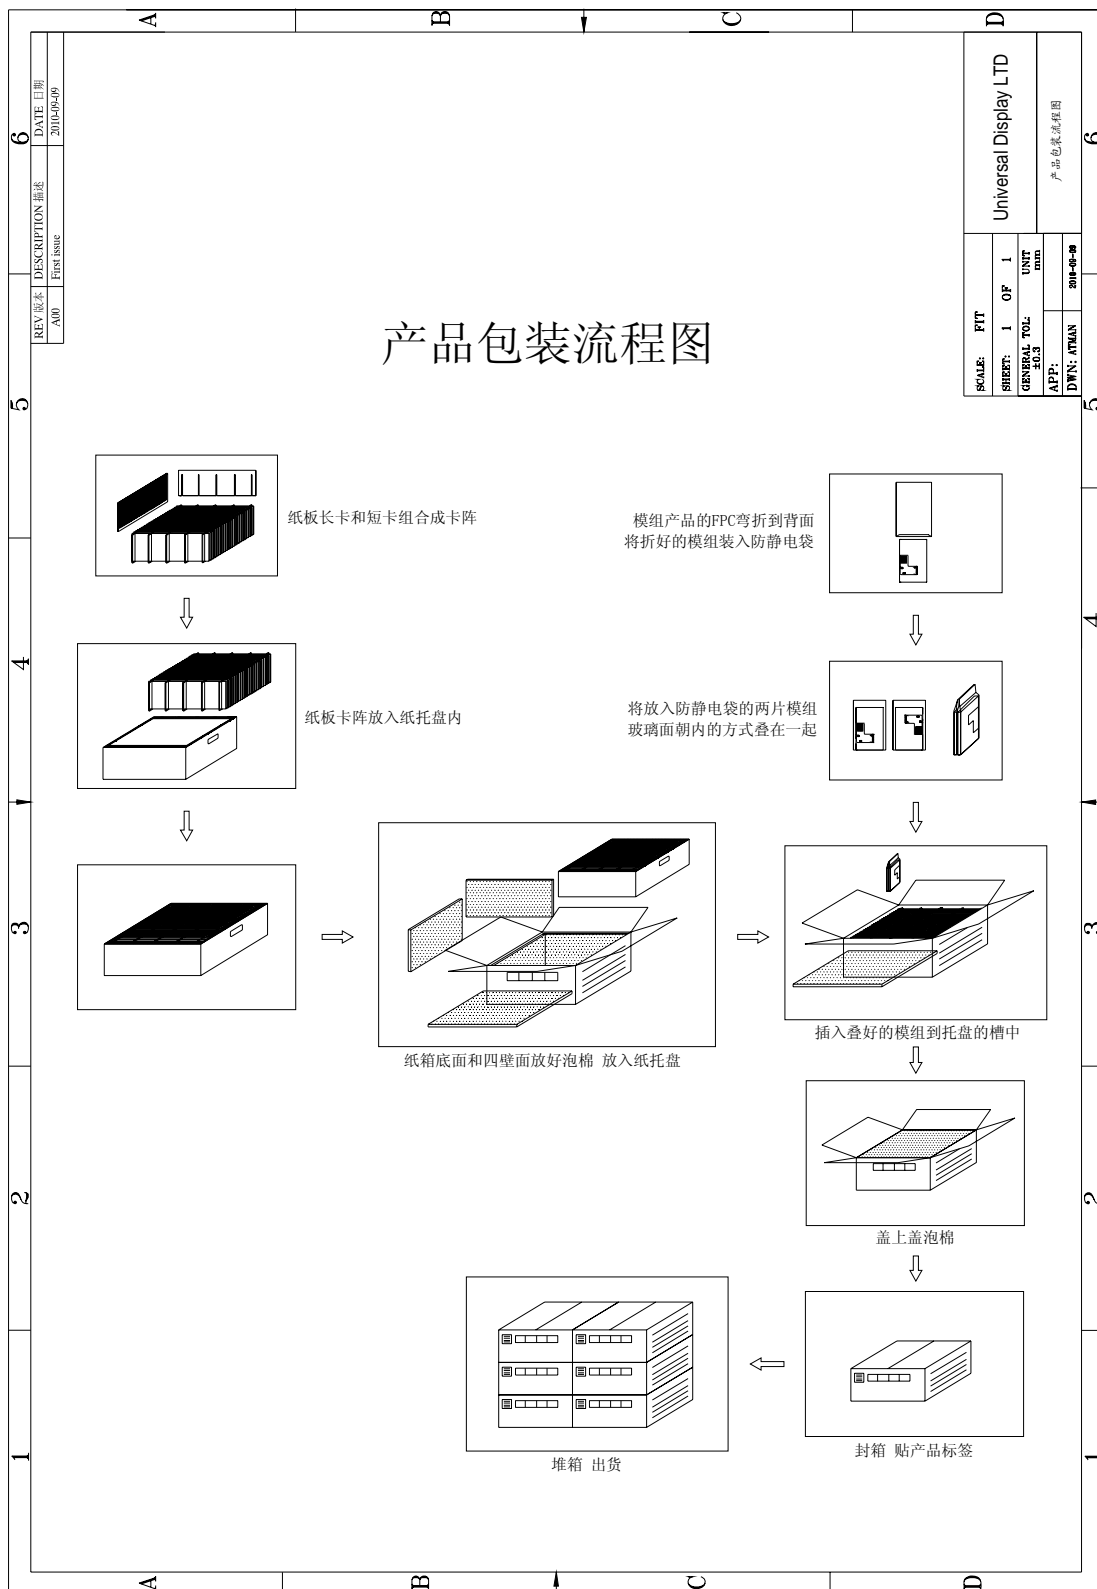 A B C D
REV 版本 DESCRIPTION 描述 DATE 日期
A00 First issue 2010-09-09
Universal Display LTD
产品包装流程图
SCALE: FIT
SHEET: 1 OF 1
GENERAL TOL: ±0.3 UNIT mm
APP:
DWN: ATMAN 2010-09-09
6 6
产品包装流程图
5 5
纸板长卡和短卡组合成卡阵
模组产品的FPC弯折到背面
将折好的模组装入防静电袋
4 4
纸板卡阵放入纸托盘内
将放入防静电袋的两片模组
玻璃面朝内的方式叠在一起
3 3
纸箱底面和四壁面放好泡棉 放入纸托盘
插入叠好的模组到托盘的槽中
2 2
盖上盖泡棉
封箱 贴产品标签
堆箱 出货
1 1
A B C D